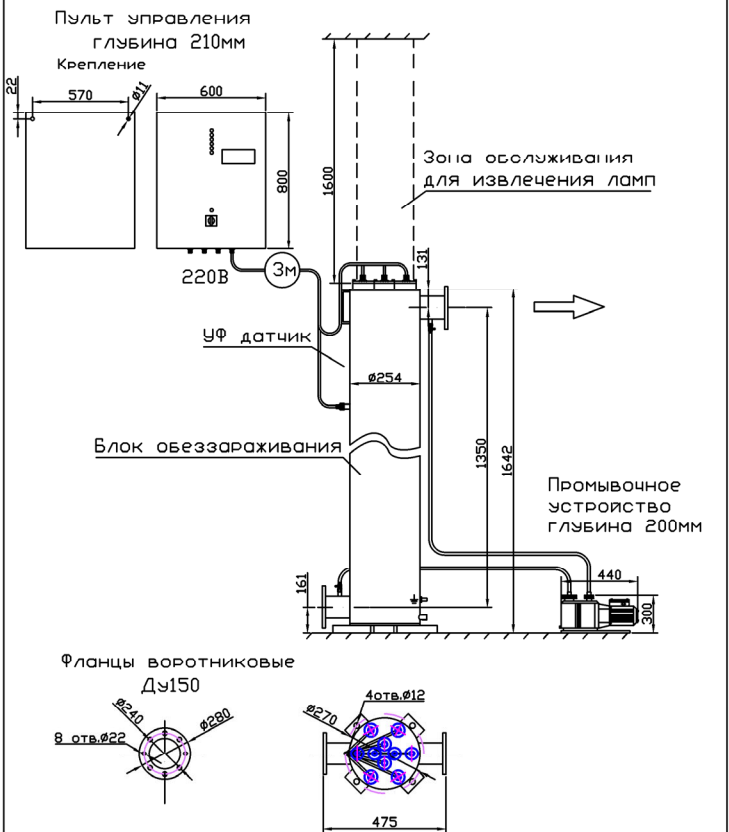 Пульт управления
глубина 210мм
Крепление
22
570
Ø11
600
800
1600
Зона обслуживания
для извлечения ламп
220В
3м
131
УФ датчик
Ø254
Блок обеззараживания
1350
1642
Промывочное
устройство
глубина 200мм
161
440
300
Фланцы воротниковые
Ду150
Ø240
Ø280
8 отв.Ø22
4отв.Ø12
Ø270
475